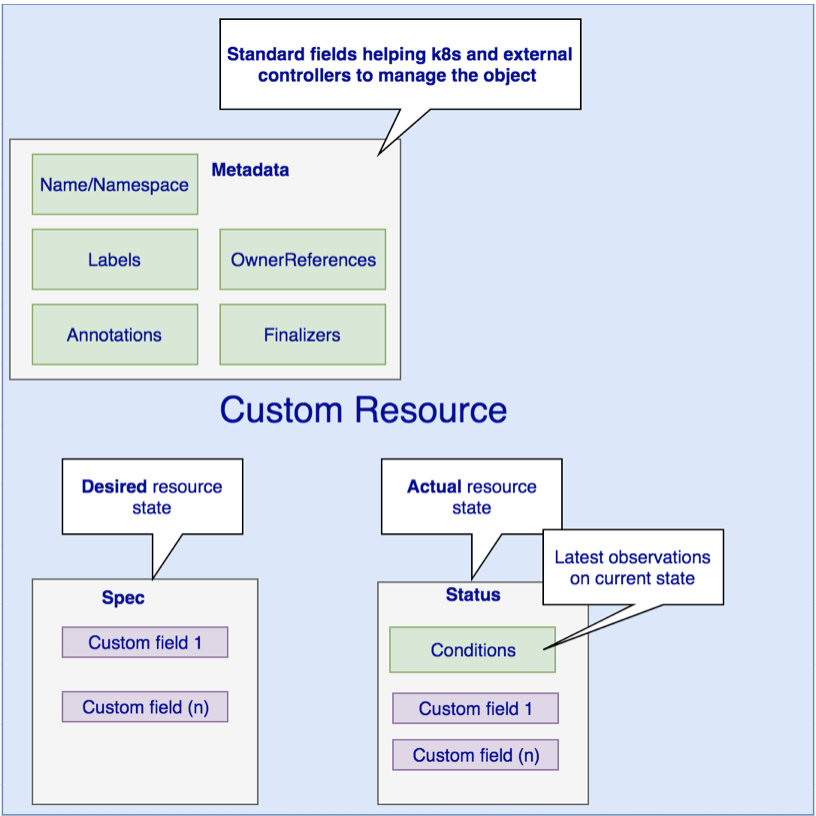 Standard fields helping k8s and external
controllers to manage the object
Metadata
Name/Namespace
Labels
OwnerReferences
Annotations
Finalizers
Custom Resource
Desired resource
state
Actual resource
state
Latest observations
on current state
Spec
Custom field 1
Custom field (n)
Status
Conditions
Custom field 1
Custom field (n)